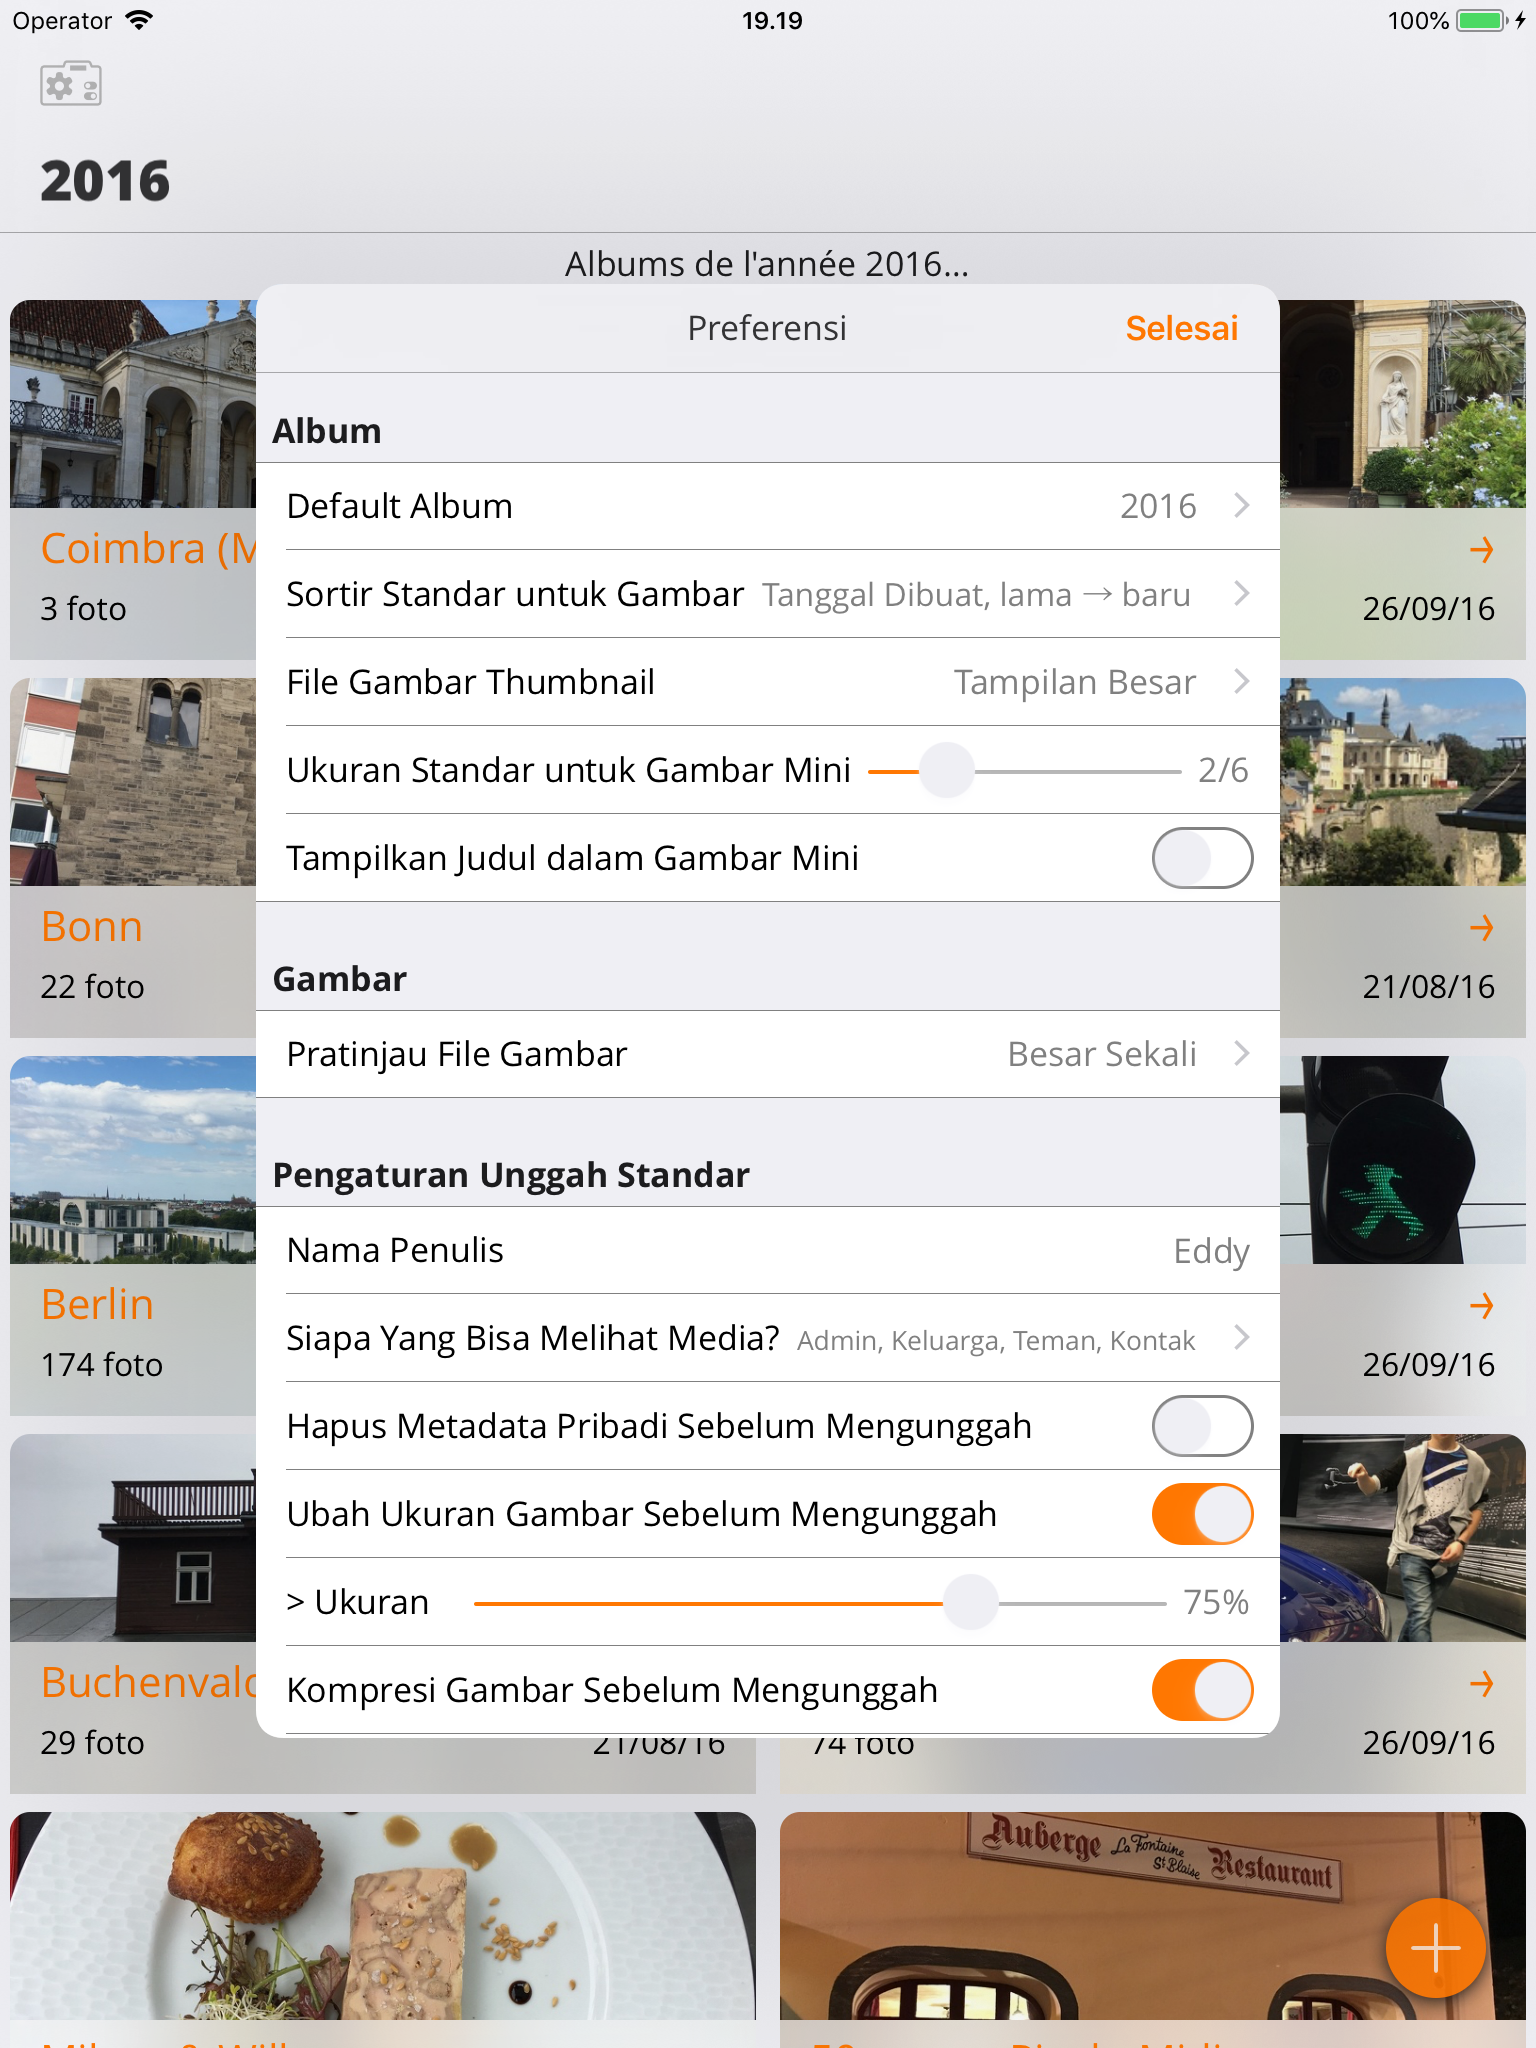 Operator
19.19
100%
2016
Albums de l'année 2016...
Preferensi
Selesai
Album
Default Album 2016
Sortir Standar untuk Gambar Tanggal Dibuat, lama → baru
File Gambar Thumbnail Tampilan Besar
Ukuran Standar untuk Gambar Mini 2/6
Tampilkan Judul dalam Gambar Mini
Gambar
Pratinjau File Gambar Besar Sekali
Pengaturan Unggah Standar
Nama Penulis Eddy
Siapa Yang Bisa Melihat Media? Admin, Keluarga, Teman, Kontak
Hapus Metadata Pribadi Sebelum Mengunggah
Ubah Ukuran Gambar Sebelum Mengunggah
> Ukuran 75%
Kompresi Gambar Sebelum Mengunggah
Coimbra
3 foto
26/09/16
Bonn
22 foto
21/08/16
Berlin
174 foto
26/09/16
29 foto
21/08/16
74 foto
26/09/16
Auberge La Fontaine St Blaise Restaurant